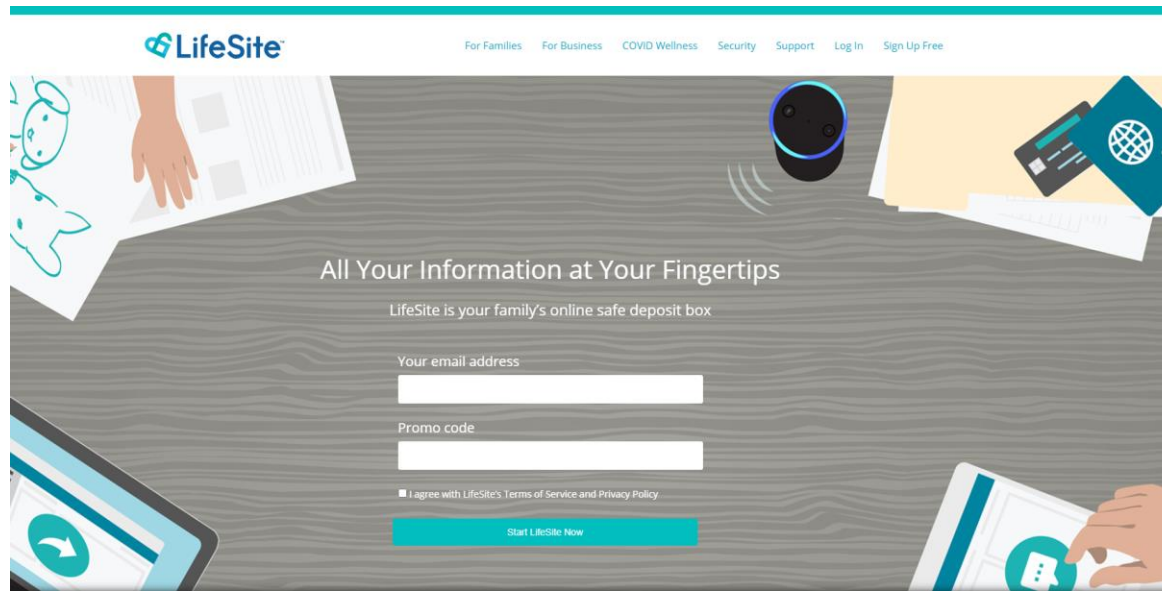 LifeSite™
For Families For Business COVID Wellness Security Support Log In Sign Up Free
All Your Information at Your Fingertips
LifeSite is your family's online safe deposit box
Your email address
Promo code
I agree with LifeSite's Terms of Service and Privacy Policy
Start LifeSite Now